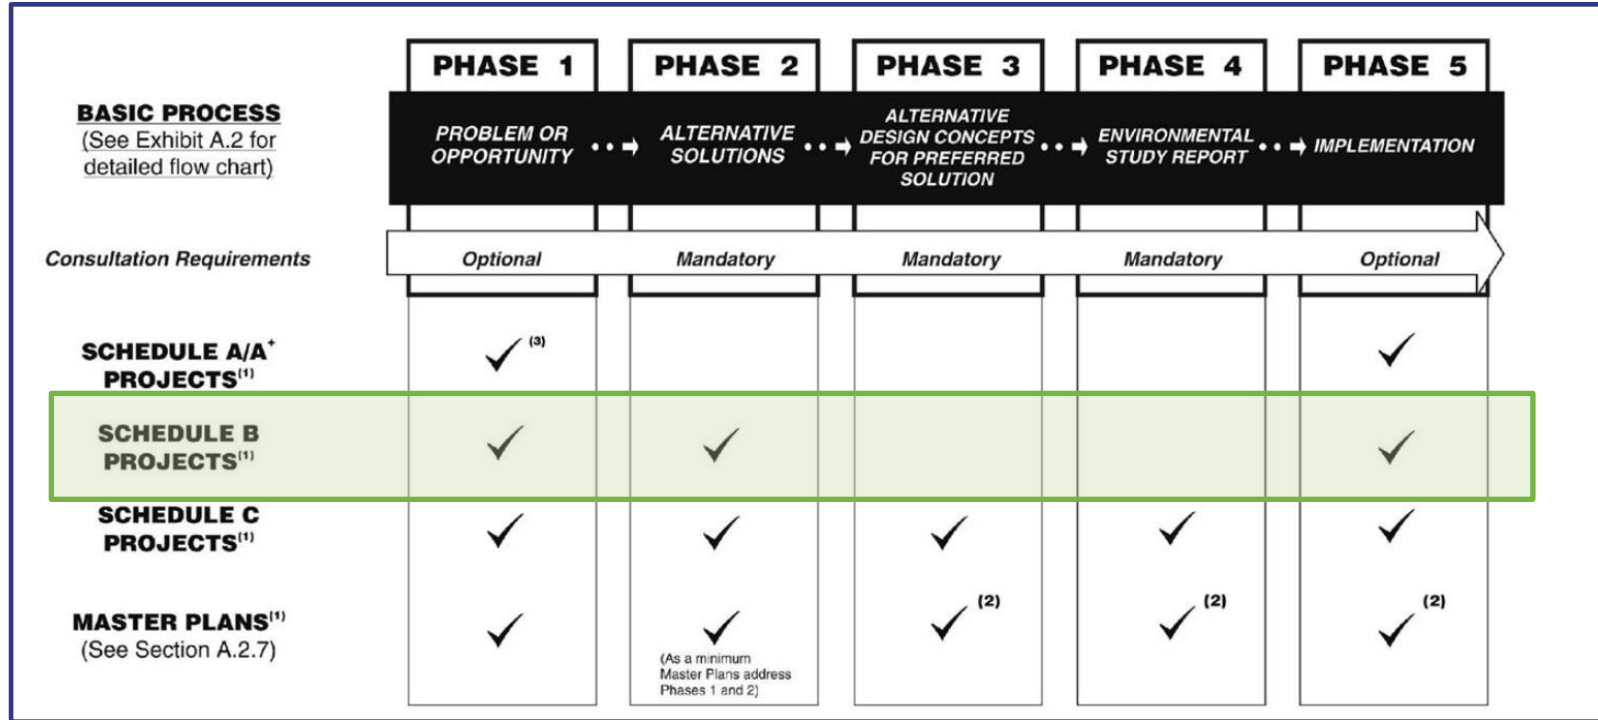 PHASE 1 PHASE 2 PHASE 3 PHASE 4 PHASE 5
BASIC PROCESS
(See Exhibit A.2 for
detailed flow chart)
PROBLEM OR
OPPORTUNITY
ALTERNATIVE
SOLUTIONS
ALTERNATIVE
DESIGN CONCEPTS
FOR PREFERRED
SOLUTION
ENVIRONMENTAL
STUDY REPORT
IMPLEMENTATION
Consultation Requirements Optional Mandatory Mandatory Mandatory Optional
SCHEDULE A/A+
PROJECTS(1)
✓(3) ✓
SCHEDULE B
PROJECTS(1)
✓ ✓ ✓
SCHEDULE C
PROJECTS(1)
✓ ✓ ✓ ✓ ✓
MASTER PLANS(1)
(See Section A.2.7)
✓ ✓ ✓(2) ✓(2) ✓(2)
(As a minimum
Master Plans address
Phases 1 and 2)